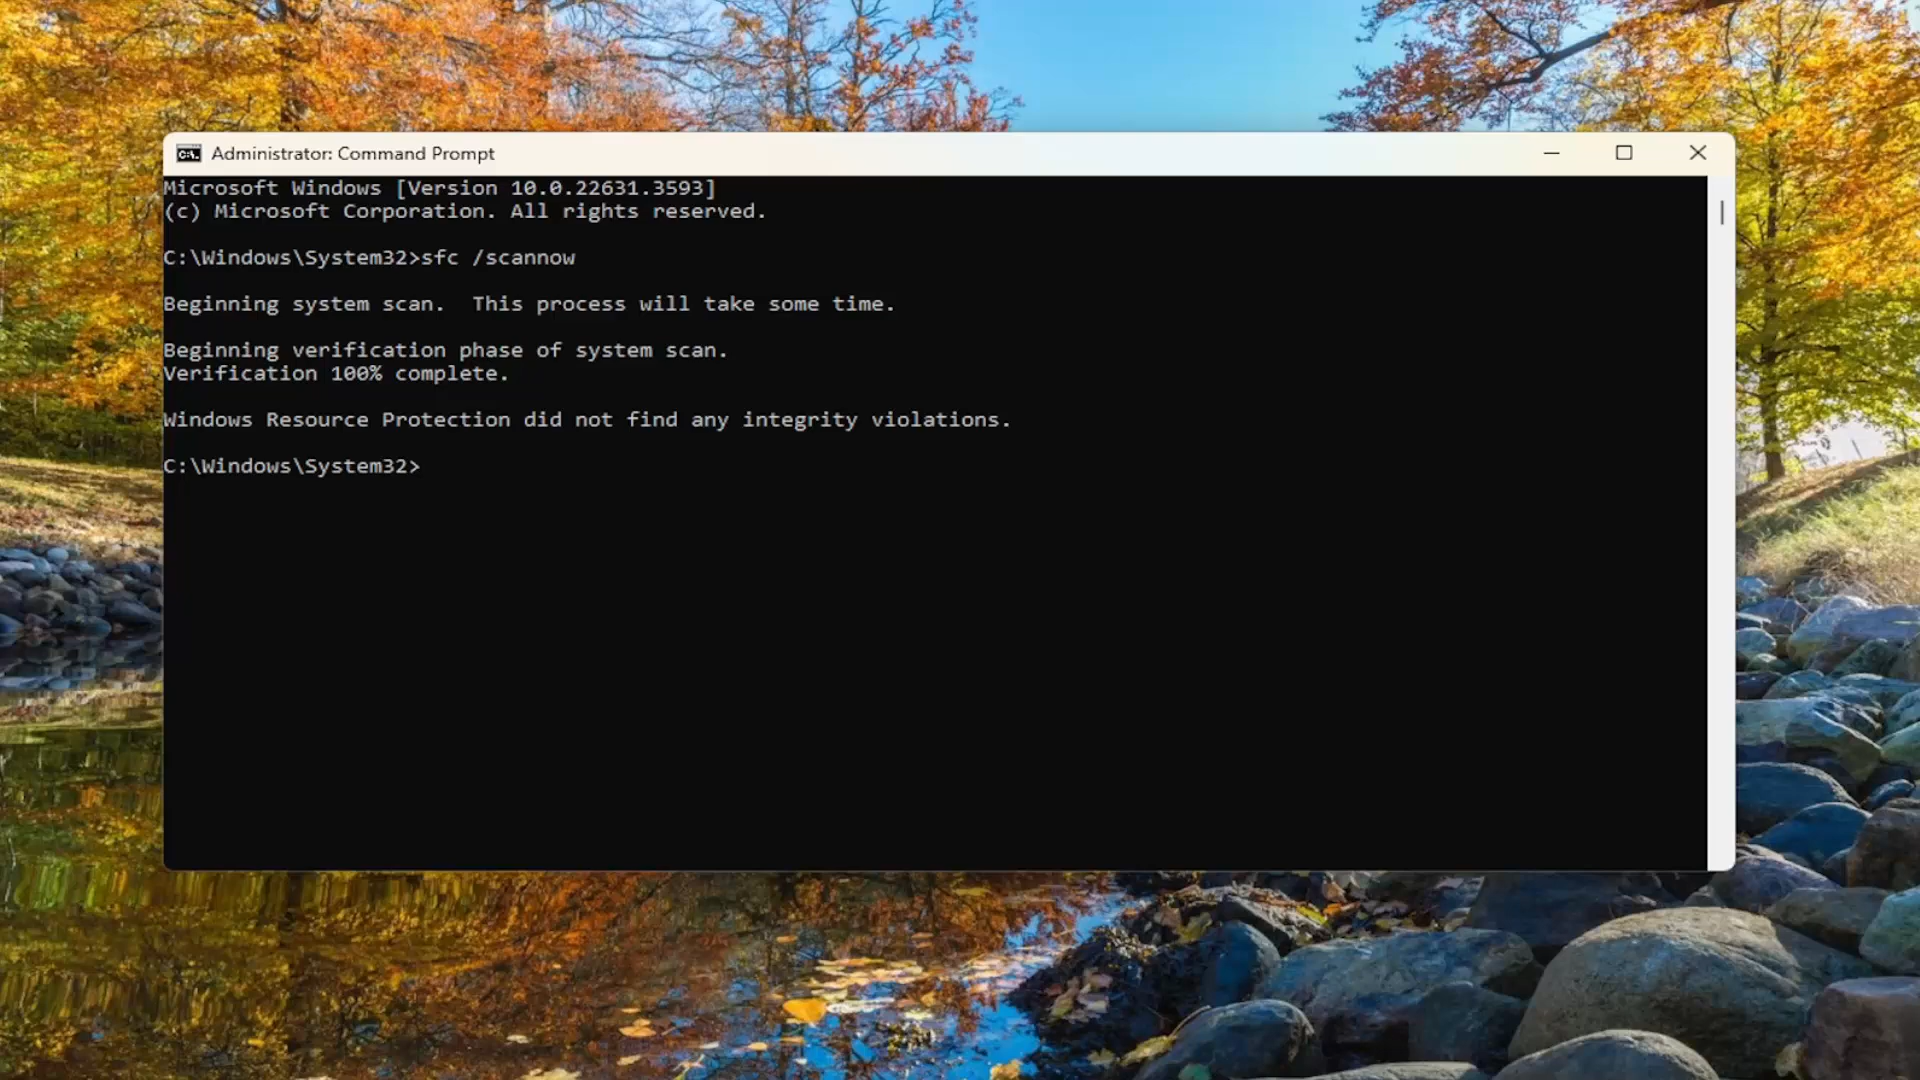 Administrator: Command Prompt
Microsoft Windows [Version 10.0.22631.3593]
(c) Microsoft Corporation. All rights reserved.
C:\Windows\System32>sfc /scannow
Beginning system scan.  This process will take some time.
Beginning verification phase of system scan.
Verification 100% complete.
Windows Resource Protection did not find any integrity violations.
C:\Windows\System32>